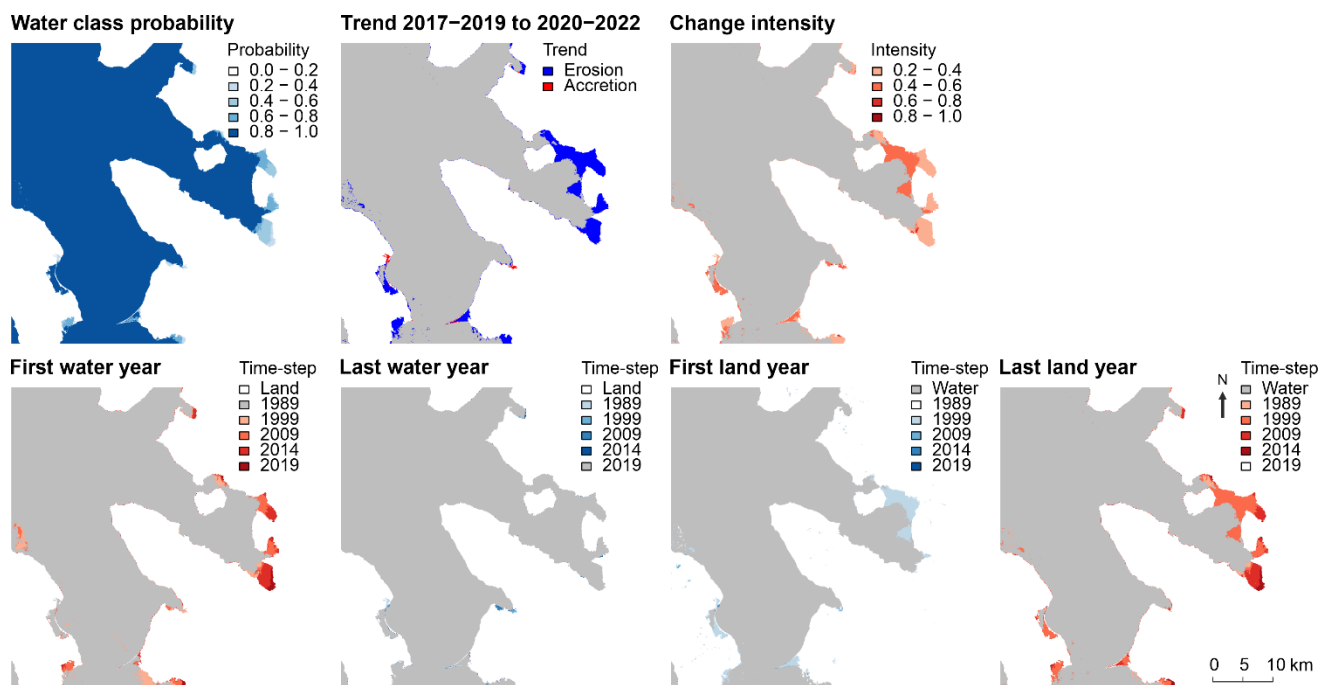 Water class probability
Probability
0.0 – 0.2
0.2 – 0.4
0.4 – 0.6
0.6 – 0.8
0.8 – 1.0
Trend 2017−2019 to 2020−2022
Trend
Erosion
Accretion
Change intensity
Intensity
0.2 – 0.4
0.4 – 0.6
0.6 – 0.8
0.8 – 1.0
First water year
Time-step
Land
1989
1999
2009
2014
2019
Last water year
Time-step
Land
1989
1999
2009
2014
2019
First land year
Time-step
Water
1989
1999
2009
2014
2019
Last land year
Time-step
Water
1989
1999
2009
2014
2019
N
0 5 10 km